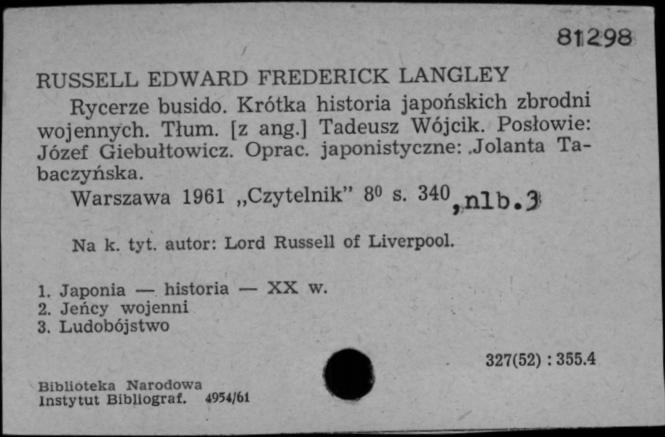 81298
RUSSELL EDWARD FREDERICK LANGLEY
Rycerze busido. Krótka historia japońskich zbrodni
wojennych. Tłum. [z ang.] Tadeusz Wójcik. Posłowie:
Józef Giebułtowicz. Oprac. japonistyczne: Jolanta Ta-
baczyńska.
Warszawa 1961 „Czytelnik” 8⁰ s. 340, nlb. 3
Na k. tyt. autor: Lord Russell of Liverpool.
1. Japonia — historia — XX w.
2. Jeńcy wojenni
3. Ludobójstwo
327(52) : 355.4
Biblioteka Narodowa
Instytut Bibliograf. 4954/61